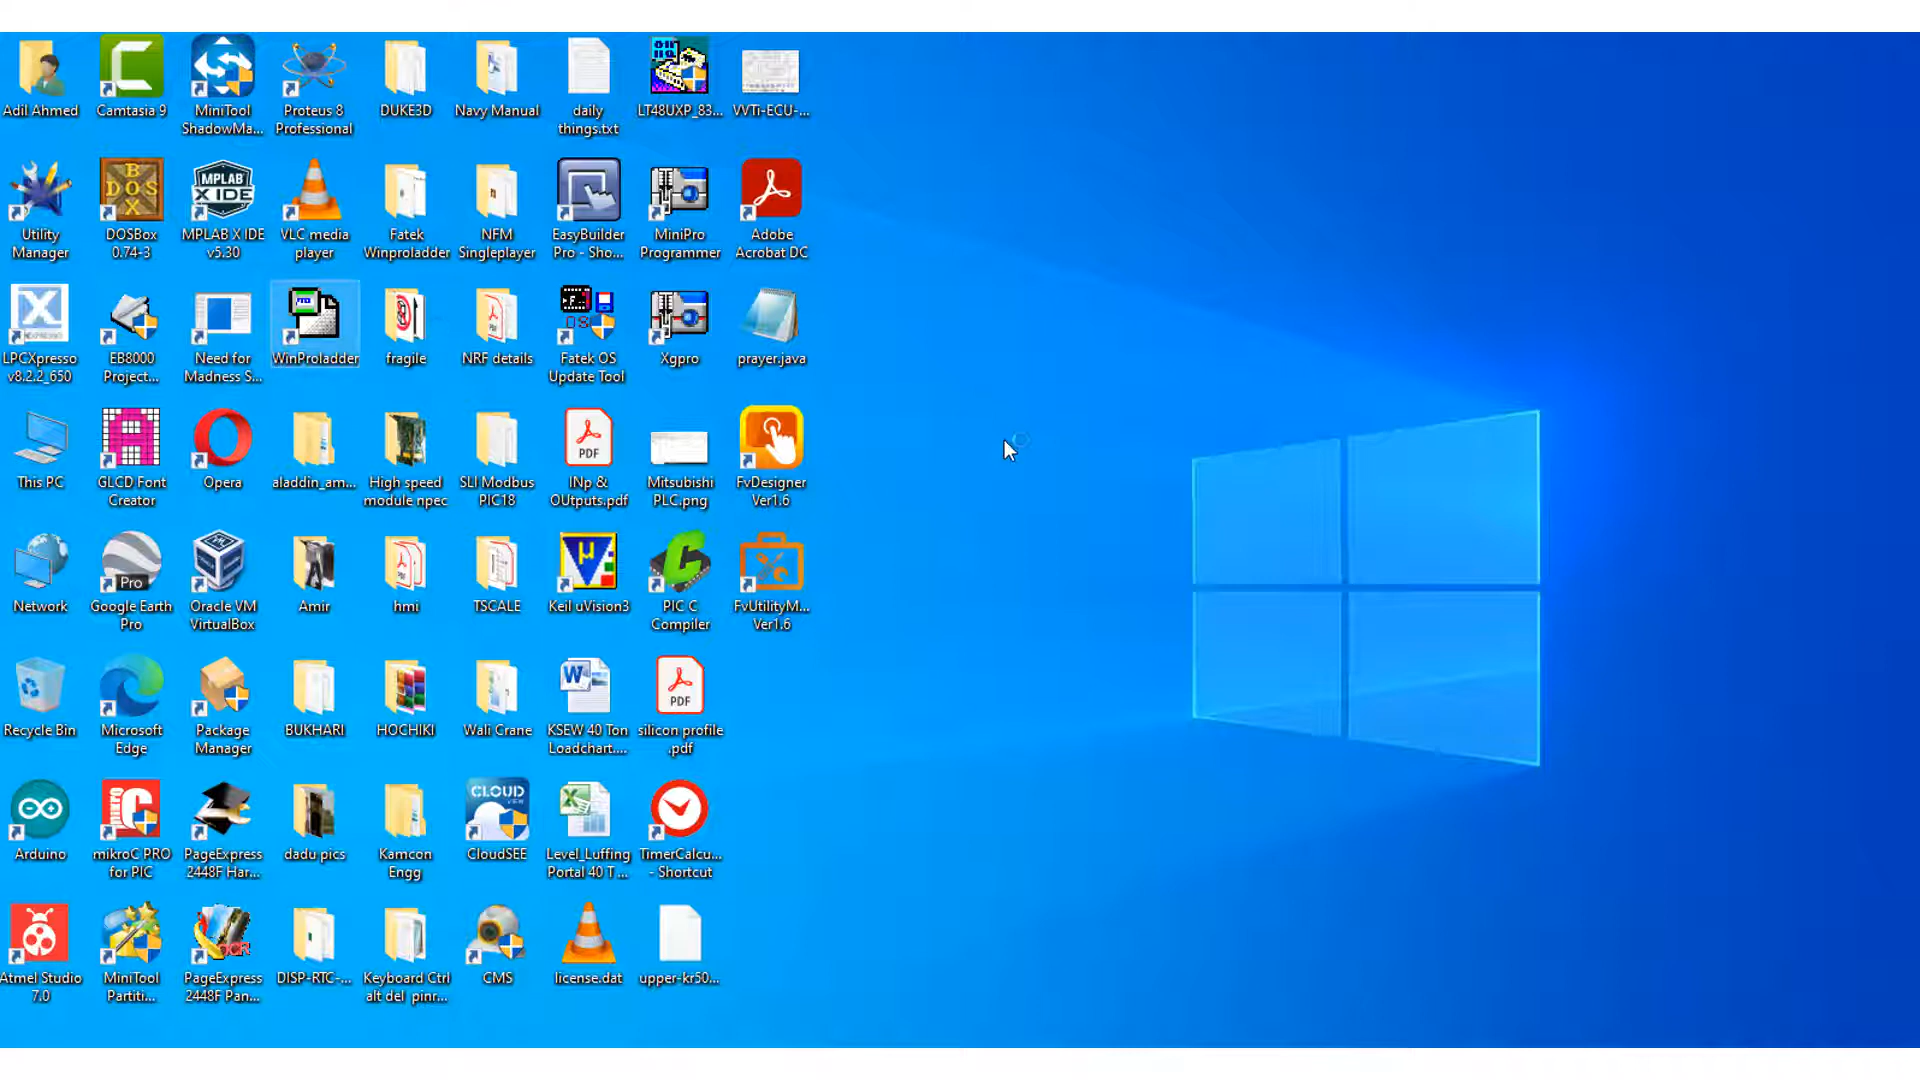 Adil Ahmed
Camtasia 9
MiniTool
ShadowMa...
Proteus 8
Professional
DUKE3D
Navy Manual
daily
things.txt
LT48UXP_83...
VVTi-ECU-...
Utility
Manager
DOSBox
0.74-3
MPLAB X IDE
v5.30
VLC media
player
Fatek
Winproladder
NFM
Singleplayer
EasyBuilder
Pro - Sho...
MiniPro
Programmer
Adobe
Acrobat DC
LPCXpresso
v8.2.2_650
EB8000
Project...
Need for
Madness S...
WinProladder
fragile
NRF details
Fatek OS
Update Tool
Xgpro
prayer.java
This PC
GLCD Font
Creator
Opera
aladdin_am...
High speed
module npec
SLI Modbus
PIC18
PDF
INp &
OUtputs.pdf
Mitsubishi
PLC.png
FvDesigner
Ver1.6
Network
Pro
Google Earth
Pro
Oracle VM
VirtualBox
Amir
hmi
TSCALE
Keil uVision3
PIC C
Compiler
FvUtilityM...
Ver1.6
Recycle Bin
Microsoft
Edge
Package
Manager
BUKHARI
HOCHIKI
Wali Crane
KSEW 40 Ton
Loadchart....
PDF
silicon profile
.pdf
Arduino
mikroC PRO
for PIC
PageExpress
2448F Har...
dadu pics
Kamcon
Engg
CLOUD
CloudSEE
Level_Luffing
Portal 40 T ...
TimerCalcu...
- Shortcut
Atmel Studio
7.0
MiniTool
Partiti...
PageExpress
2448F Pan...
DISP-RTC-...
Keyboard Ctrl
alt del pinr...
CMS
license.dat
upper-kr50...